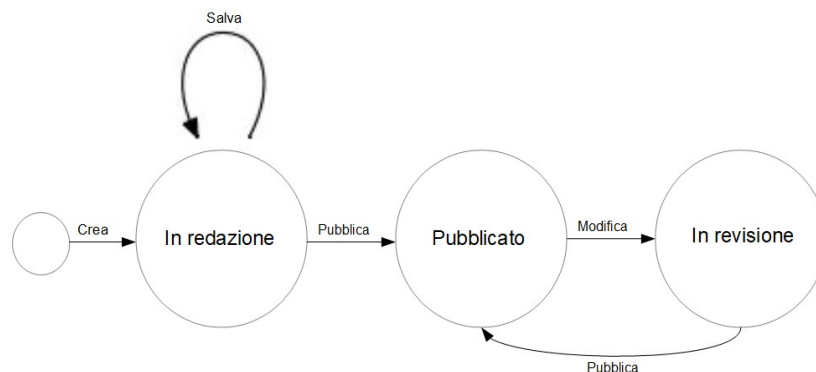 Salva
Crea
In redazione
Pubblica
Pubblicato
Modifica
In revisione
Pubblica